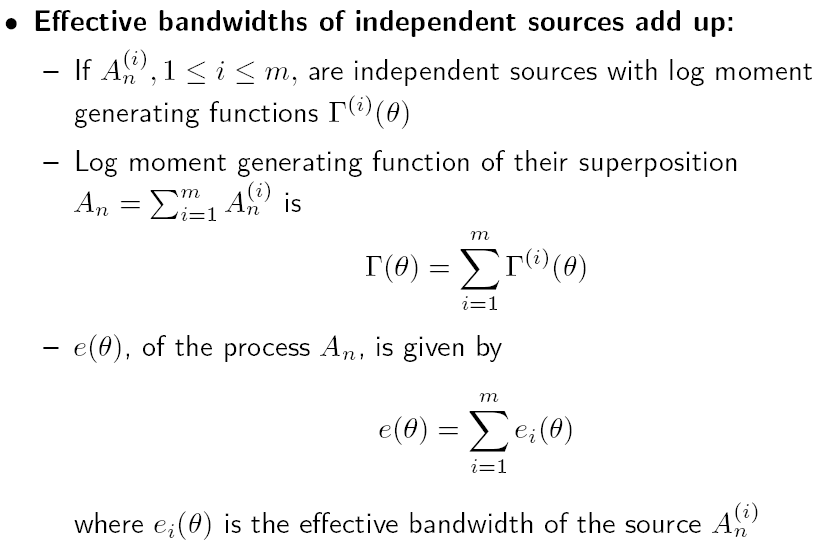 • Effective bandwidths of independent sources add up:
– If $A_n^{(i)}, 1 \leq i \leq m,$ are independent sources with log moment
generating functions $\Gamma^{(i)}(\theta)$
– Log moment generating function of their superposition
$A_n = \sum_{i=1}^{m} A_n^{(i)}$ is
$\Gamma(\theta) = \sum_{i=1}^{m} \Gamma^{(i)}(\theta)$
– $e(\theta)$, of the process $A_n$, is given by
$e(\theta) = \sum_{i=1}^{m} e_i(\theta)$
where $e_i(\theta)$ is the effective bandwidth of the source $A_n^{(i)}$